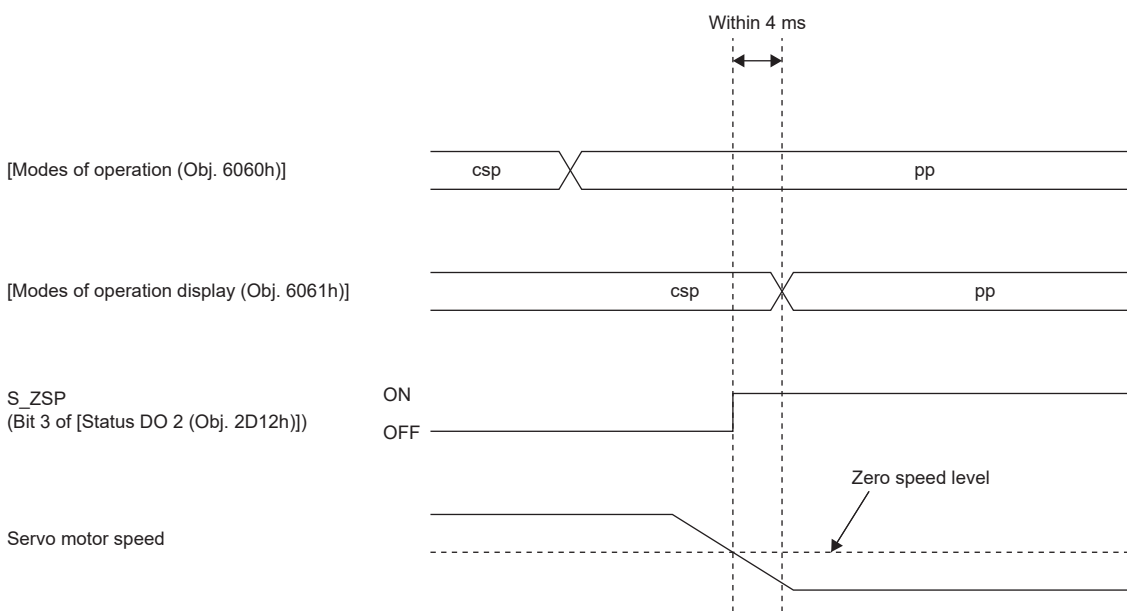 Within 4 ms
[Modes of operation (Obj. 6060h)]
csp
pp
[Modes of operation display (Obj. 6061h)]
csp
pp
S_ZSP
(Bit 3 of [Status DO 2 (Obj. 2D12h)])
ON
OFF
Zero speed level
Servo motor speed